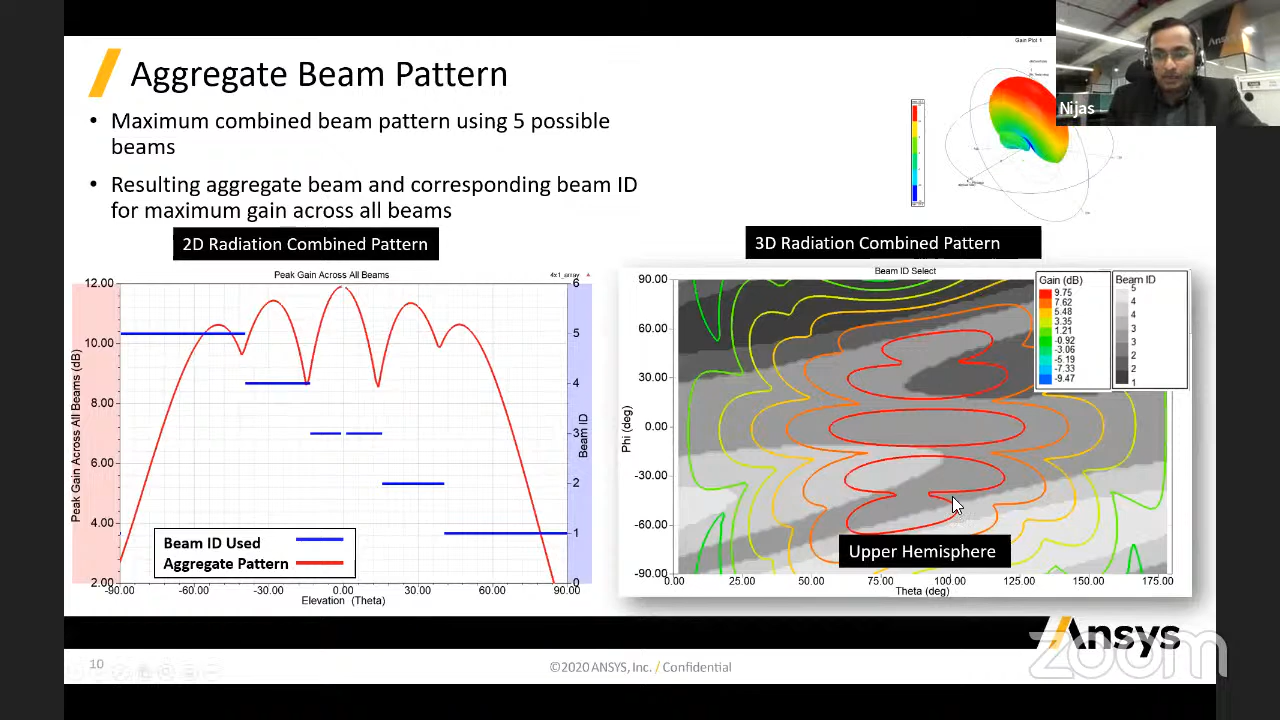 Aggregate Beam Pattern
Gain Plot 1
Nijas
• Maximum combined beam pattern using 5 possible
beams
• Resulting aggregate beam and corresponding beam ID
for maximum gain across all beams
2D Radiation Combined Pattern
3D Radiation Combined Pattern
Peak Gain Across All Beams
4x1_array
12.00
10.00
8.00
6.00
4.00
2.00
Peak Gain Across All Beams (dB)
6
5
4
3
2
1
0
Beam ID
Beam ID Used
Aggregate Pattern
-90.00 -60.00 -30.00 0.00 30.00 60.00 90.00
Elevation (Theta)
Beam ID Select
90.00
60.00
30.00
0.00
-30.00
-60.00
-90.00
Phi (deg)
Gain (dB)
9.75
7.62
5.48
3.35
1.21
-0.92
-3.06
-5.19
-7.33
-9.47
Beam ID
5
4
4
3
3
2
2
1
Upper Hemisphere
0.00 25.00 50.00 75.00 100.00 125.00 150.00 175.00
Theta (deg)
Ansys
zoom
10
©2020 ANSYS, Inc. / Confidential